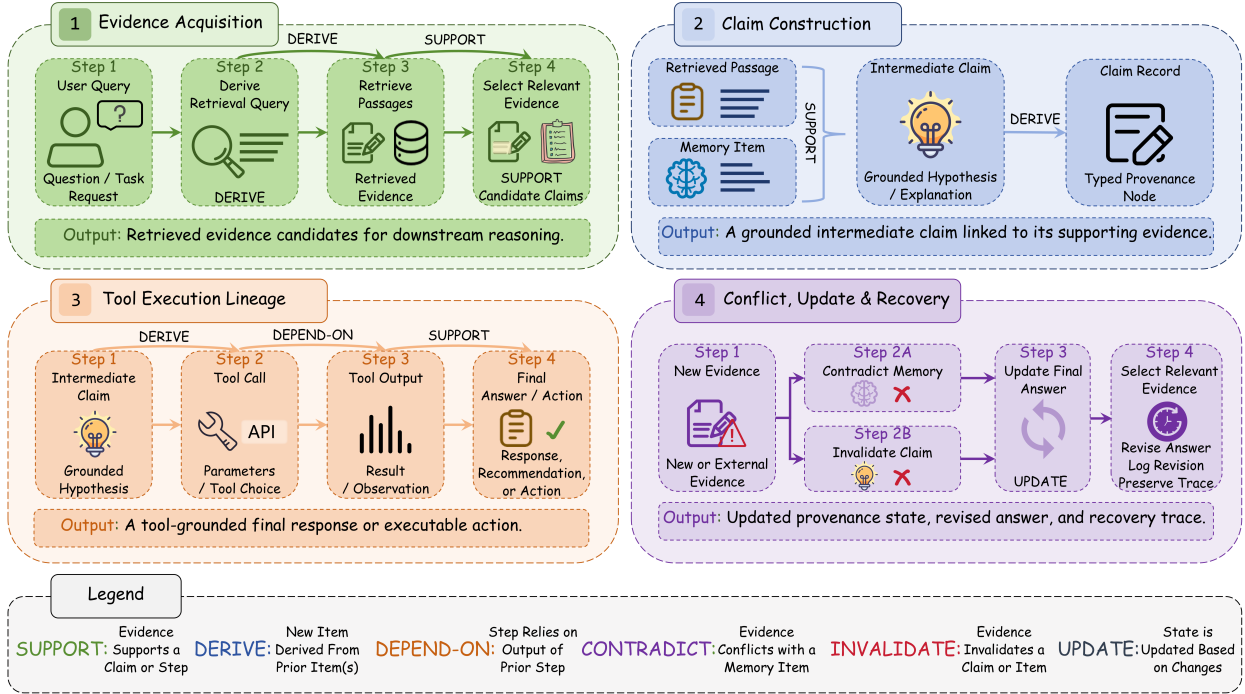 1 Evidence Acquisition
DERIVE
SUPPORT
Step 1
User Query
?
Question / Task
Request
Step 2
Derive
Retrieval Query
DERIVE
Step 3
Retrieve
Passages
Retrieved
Evidence
Step 4
Select Relevant
Evidence
SUPPORT
Candidate Claims
Output: Retrieved evidence candidates for downstream reasoning.
2 Claim Construction
Retrieved Passage
Memory Item
SUPPORT
Intermediate Claim
Grounded Hypothesis
/ Explanation
DERIVE
Claim Record
Typed Provenance
Node
Output: A grounded intermediate claim linked to its supporting evidence.
3 Tool Execution Lineage
DERIVE
DEPEND-ON
SUPPORT
Step 1
Intermediate
Claim
Grounded
Hypothesis
Step 2
Tool Call
API
Parameters
/ Tool Choice
Step 3
Tool Output
Result
/ Observation
Step 4
Final
Answer / Action
Response,
Recommendation,
or Action
Output: A tool-grounded final response or executable action.
4 Conflict, Update & Recovery
Step 1
New Evidence
New or External
Evidence
Step 2A
Contradict Memory
Step 2B
Invalidate Claim
Step 3
Update Final
Answer
UPDATE
Step 4
Select Relevant
Evidence
Revise Answer
Log Revision
Preserve Trace
Output: Updated provenance state, revised answer, and recovery trace.
Legend
SUPPORT: Evidence
Supports a
Claim or Step
DERIVE: New Item
Derived From
Prior Item(s)
DEPEND-ON: Step Relies on
Output of
Prior Step
CONTRADICT: Evidence
Conflicts with a
Memory Item
INVALIDATE: Evidence
Invalidates a
Claim or Item
UPDATE: State is
Updated Based
on Changes